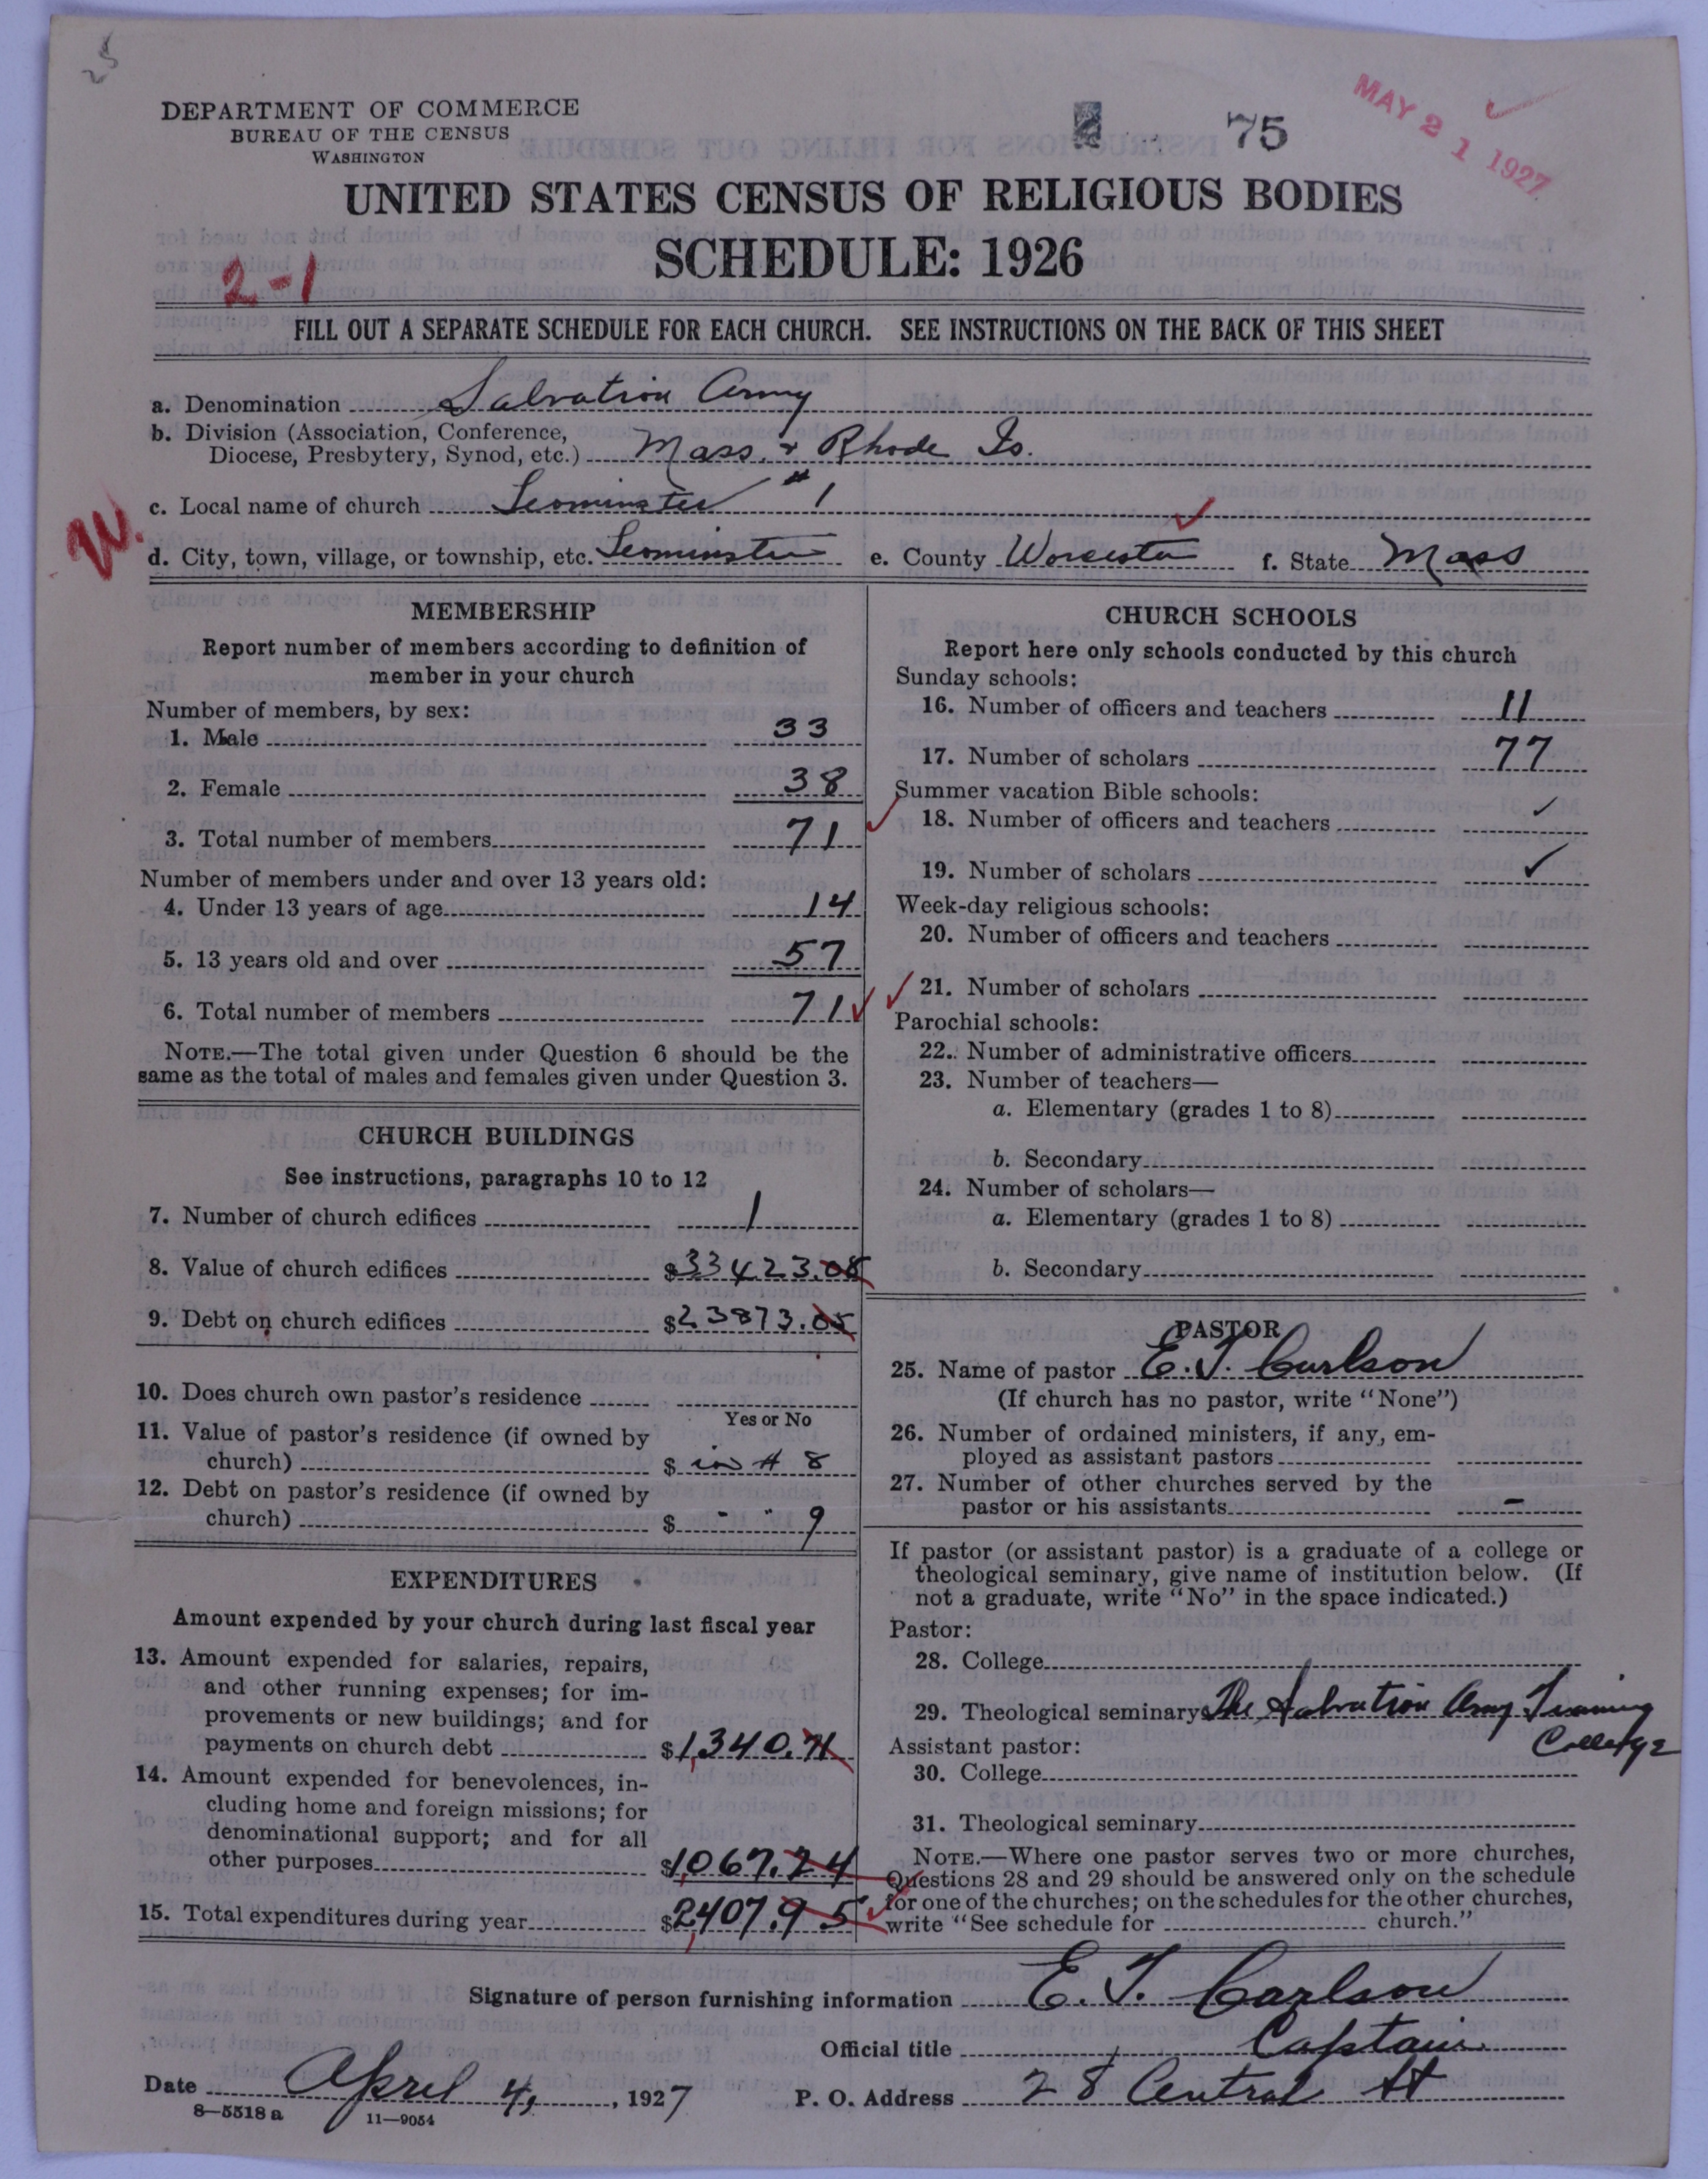 25
DEPARTMENT OF COMMERCE
BUREAU OF THE CENSUS
WASHINGTON
75
MAY 21 1927
UNITED STATES CENSUS OF RELIGIOUS BODIES
SCHEDULE: 1926
2-1
FILL OUT A SEPARATE SCHEDULE FOR EACH CHURCH. SEE INSTRUCTIONS ON THE BACK OF THIS SHEET
a. Denomination Salvation Army
b. Division (Association, Conference,
Diocese, Presbytery, Synod, etc.) Mass. & Rhode Is.
c. Local name of church Leominster #1
W.
d. City, town, village, or township, etc. Leominster e. County Worcester f. State Mass
MEMBERSHIP
Report number of members according to definition of
member in your church
Number of members, by sex:
1. Male 33
2. Female 38
3. Total number of members 71
Number of members under and over 13 years old:
4. Under 13 years of age 14
5. 13 years old and over 57
6. Total number of members 71
NOTE.—The total given under Question 6 should be the
same as the total of males and females given under Question 3.
CHURCH BUILDINGS
See instructions, paragraphs 10 to 12
7. Number of church edifices 1
8. Value of church edifices $33423.08
9. Debt on church edifices $23873.05
10. Does church own pastor's residence
Yes or No
11. Value of pastor's residence (if owned by
church) $ in # 8
12. Debt on pastor's residence (if owned by
church) $ " " 9
EXPENDITURES
Amount expended by your church during last fiscal year
13. Amount expended for salaries, repairs,
and other running expenses; for im-
provements or new buildings; and for
payments on church debt $1,340.71
14. Amount expended for benevolences, in-
cluding home and foreign missions; for
denominational support; and for all
other purposes $1,067.24
15. Total expenditures during year $2,407.95
CHURCH SCHOOLS
Report here only schools conducted by this church
Sunday schools:
16. Number of officers and teachers 11
17. Number of scholars 77
Summer vacation Bible schools:
18. Number of officers and teachers ✓
19. Number of scholars ✓
Week-day religious schools:
20. Number of officers and teachers
21. Number of scholars
Parochial schools:
22. Number of administrative officers
23. Number of teachers—
a. Elementary (grades 1 to 8)
b. Secondary
24. Number of scholars—
a. Elementary (grades 1 to 8)
b. Secondary
PASTOR
25. Name of pastor E. T. Carlson
(If church has no pastor, write "None")
26. Number of ordained ministers, if any, em-
ployed as assistant pastors
27. Number of other churches served by the
pastor or his assistants -
If pastor (or assistant pastor) is a graduate of a college or
theological seminary, give name of institution below. (If
not a graduate, write "No" in the space indicated.)
Pastor:
28. College
29. Theological seminary The Salvation Army Training
College
Assistant pastor:
30. College
31. Theological seminary
NOTE.—Where one pastor serves two or more churches,
Questions 28 and 29 should be answered only on the schedule
for one of the churches; on the schedules for the other churches,
write "See schedule for church."
Signature of person furnishing information E. T. Carlson
Official title Captain
Date April 4, 1927 P. O. Address 28 Central St
8—5518a 11—9054